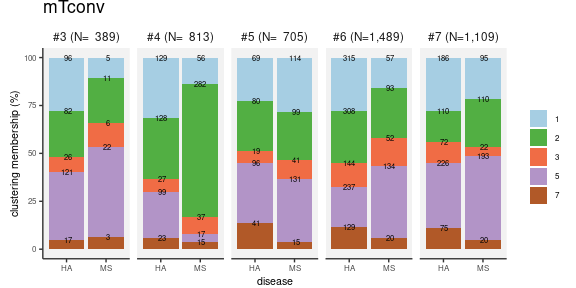 mTconv
#3 (N= 389) #4 (N= 813) #5 (N= 705) #6 (N=1,489) #7 (N=1,109)
clustering membership (%)
100
75
50
25
0
96 5 129 56 69 114 315 57 186 95
82 11 128 282 80 99 308 93 110 110
26 6 27 37 19 41 144 52 72 22
121 22 99 17 96 131 237 134 226 193
17 3 23 15 41 15 129 20 75 20
HA MS HA MS HA MS HA MS HA MS
disease
1
2
3
5
7